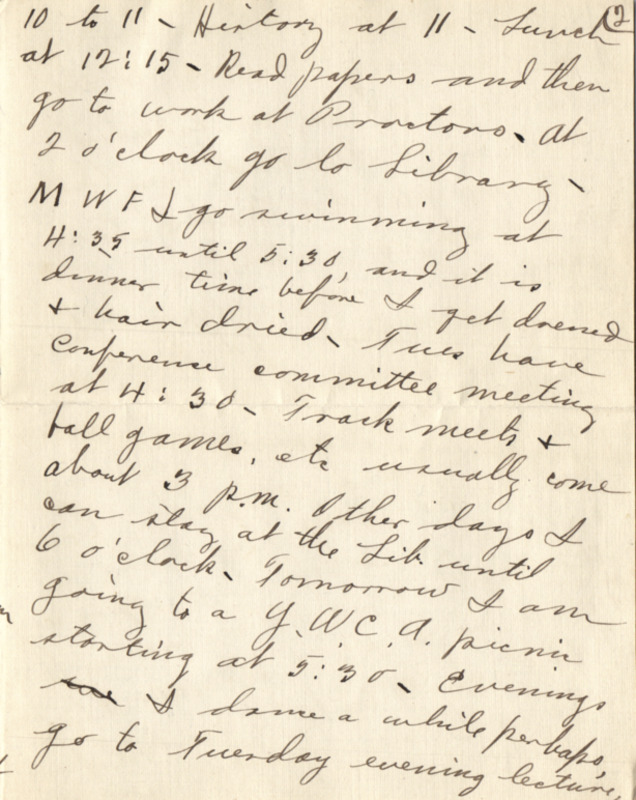 (2
10 to 11 - History at 11 - Lunch
at 12:15 - Read papers and then
go to work at Proctors. At
2 o'clock go to Library -
M W F I go swimming at
4:35 until 5:30, and it is
dinner time before I get dressed
+ hair dried - Tues have
conference committee meeting
at 4:30 - Track meets +
ball games, etc usually come
about 3 p.m. Other days I
can stay at the Lib. until
6 o'clock. Tomorrow I am
going to a Y. W. C. A. picnic
starting at 5:30 - Evenings
I dance a while perhaps,
go to Tuesday evening lecture,